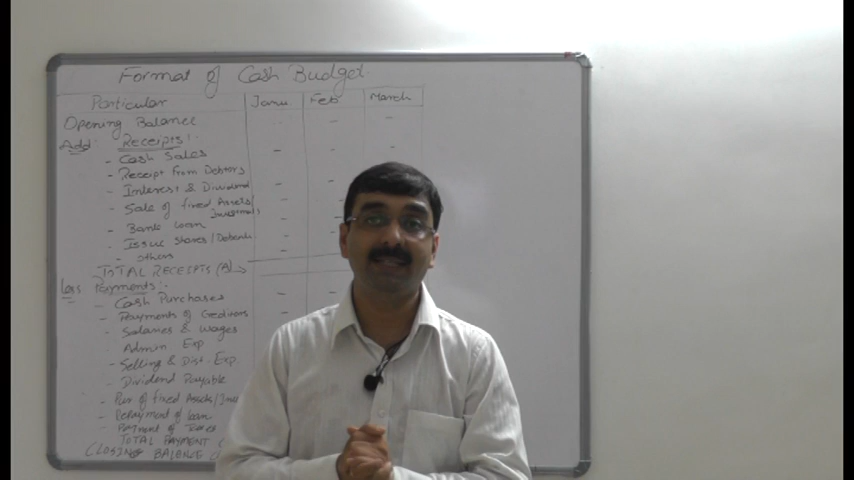 Format of Cash Budget
Particular Janu Feb March
Opening Balance - - -
Add: Receipts:-
- Cash Sales - -
- Receipt from Debtors
- Interest & Dividend - -
- Sale of fixed Assets/ -
Investments
- Bank Loan -
- Issue Shares/Debent -
- others
TOTAL RECEIPTS (A)
Less Payments:-
- Cash Purchases - -
- Payments of Creditors -
- Salaries & Wages
Admin Exp
- Selling & Dist. Exp.
- Dividend Payable
- Pur. of fixed Assets/
- Repayment of loan
- Payment of Taxes
TOTAL PAYMENT
CLOSING BALANCE